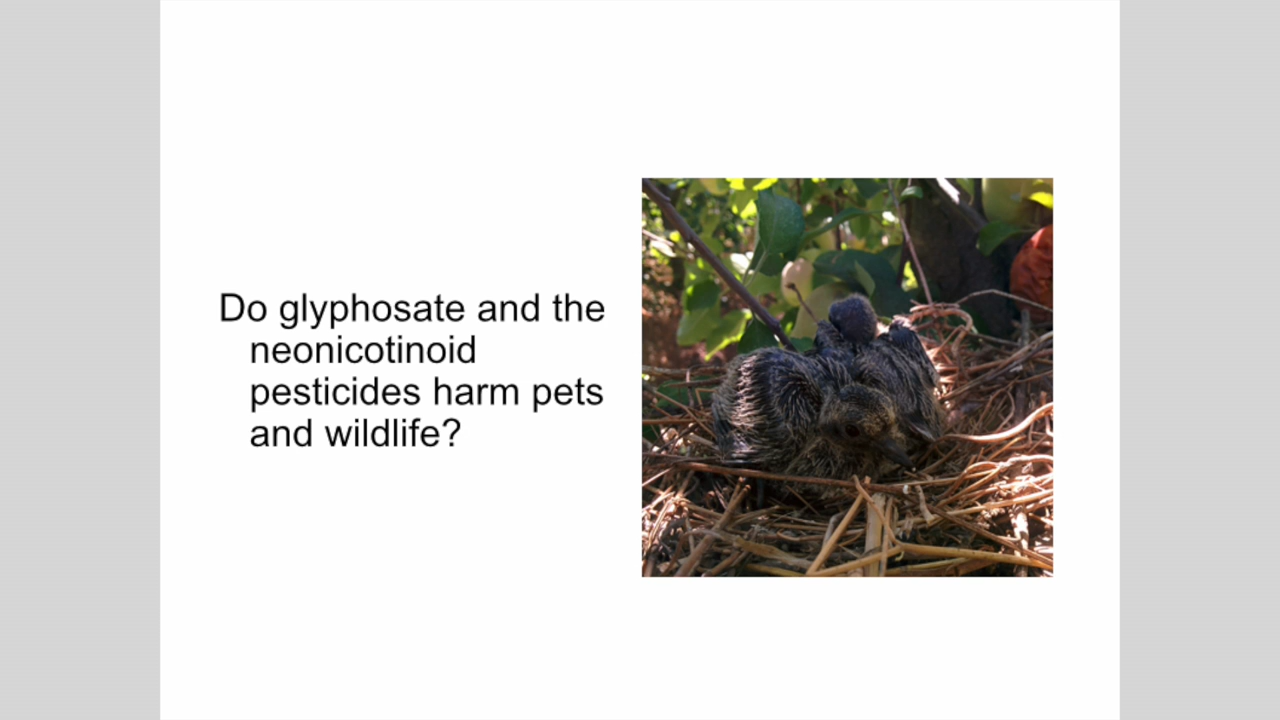 Do glyphosate and the
neonicotinoid
pesticides harm pets
and wildlife?